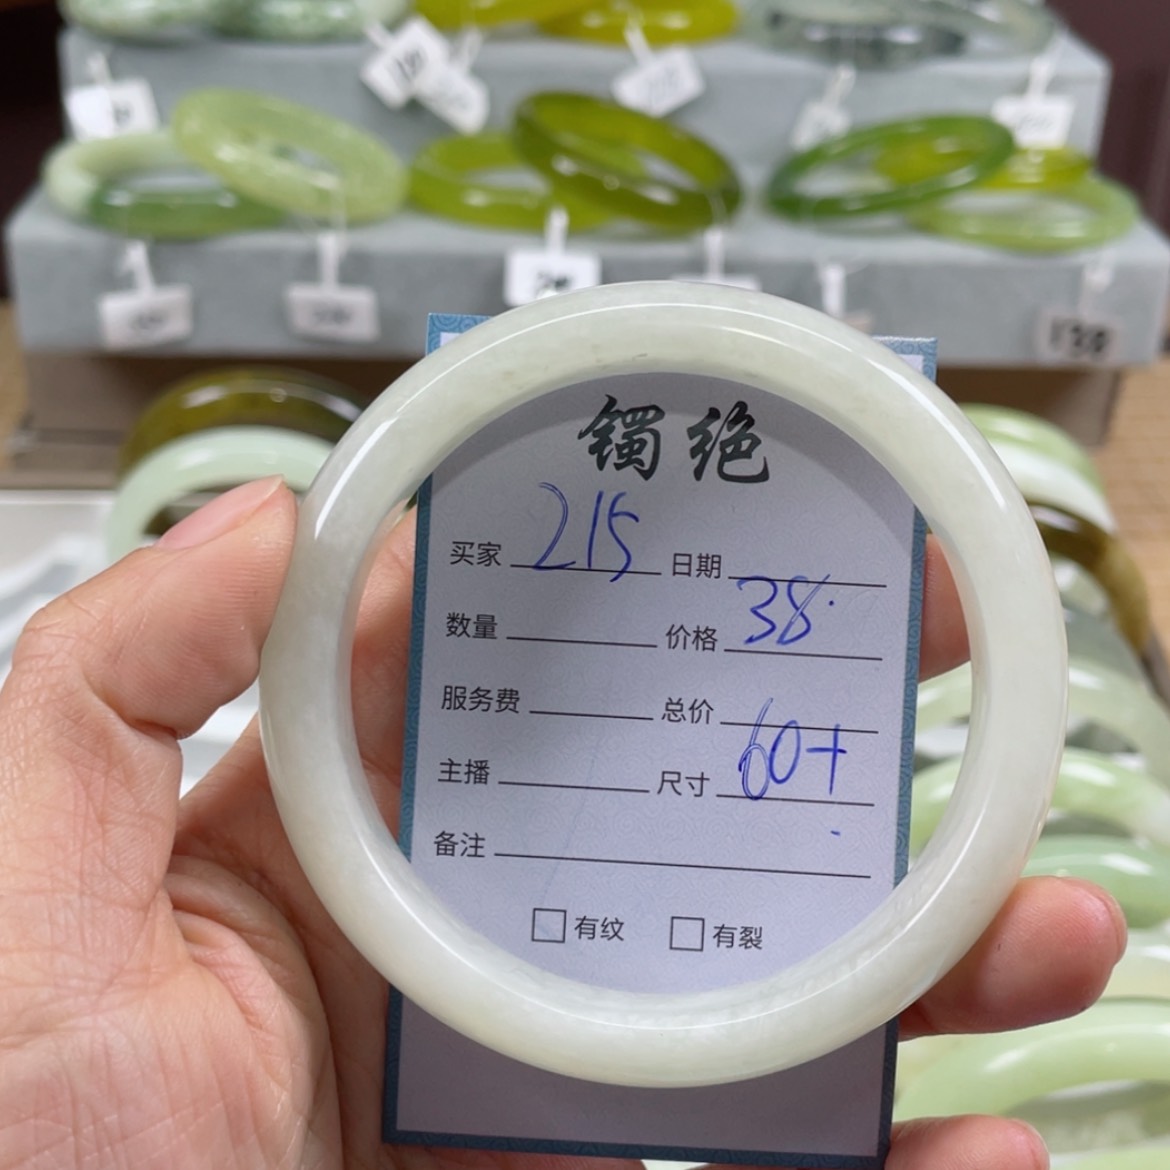 镯绝
买家 215 日期
数量 价格 38
服务费 总价
主播 尺寸 60+
备注
有纹 有裂
138